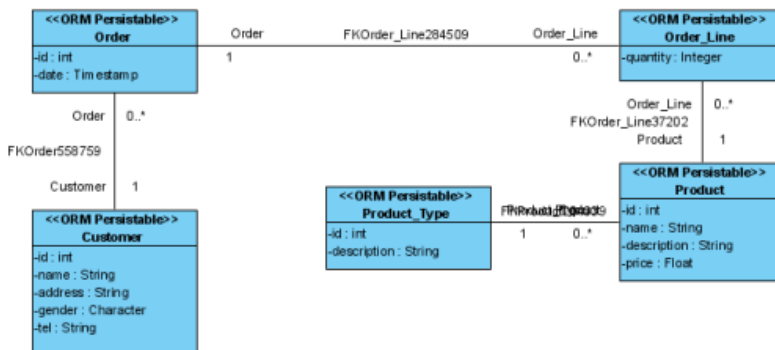 <<ORM Persistable>>
Order
-id : int
-date : Timestamp
Order
1
FKOrder_Line284509
Order_Line
0..*
<<ORM Persistable>>
Order_Line
-quantity : Integer
Order
0..*
FKOrder558759
Customer
1
Order_Line
0..*
FKOrder_Line37202
Product
1
<<ORM Persistable>>
Customer
-id : int
-name : String
-address : String
-gender : Character
-tel : String
<<ORM Persistable>>
Product_Type
-id : int
-description : String
1
0..*
<<ORM Persistable>>
Product
-id : int
-name : String
-description : String
-price : Float